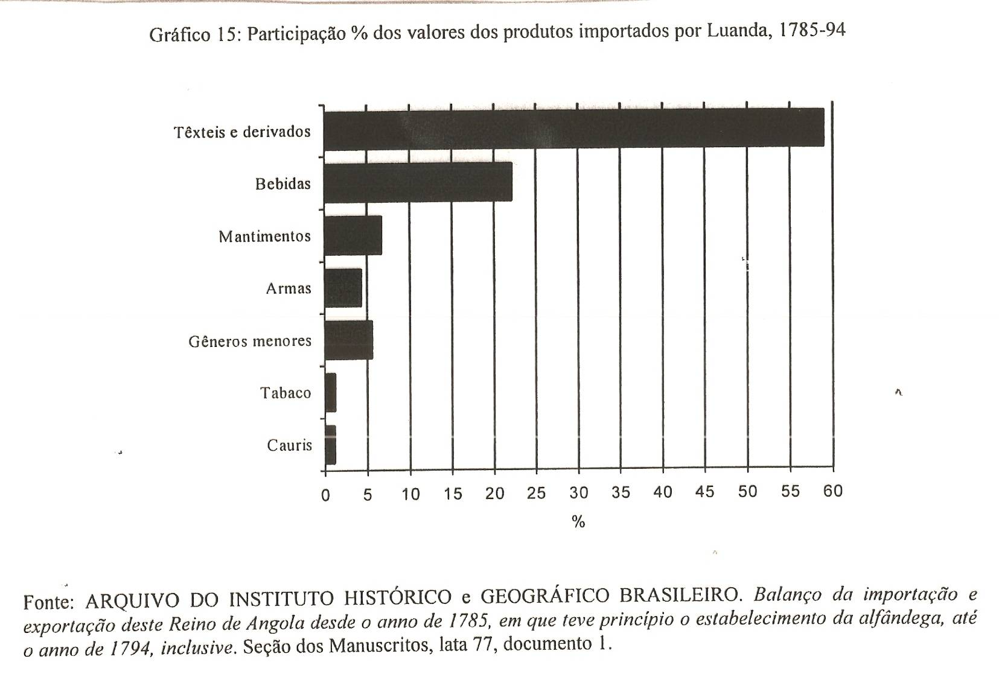 Gráfico 15: Participação % dos valores dos produtos importados por Luanda, 1785-94
Têxteis e derivados
Bebidas
Mantimentos
Armas
Gêneros menores
Tabaco
Cauris
0 5 10 15 20 25 30 35 40 45 50 55 60
%
Fonte: ARQUIVO DO INSTITUTO HISTÓRICO e GEOGRÁFICO BRASILEIRO. Balanço da importação e
exportação deste Reino de Angola desde o anno de 1785, em que teve princípio o estabelecimento da alfândega, até
o anno de 1794, inclusive. Seção dos Manuscritos, lata 77, documento 1.